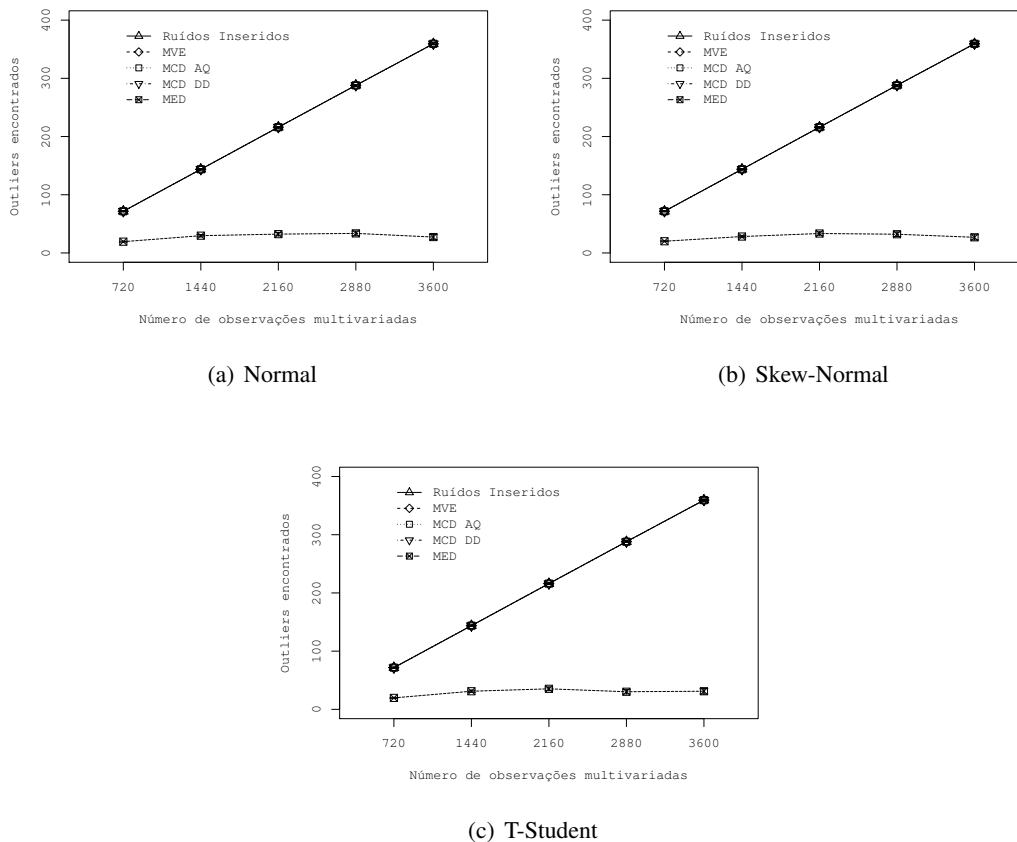 Outliers encontrados
400
300
200
100
0
Ruídos Inseridos
MVE
MCD AQ
MCD DD
MED
720 1440 2160 2880 3600
Número de observações multivariadas
(a) Normal
Outliers encontrados
400
300
200
100
0
Ruídos Inseridos
MVE
MCD AQ
MCD DD
MED
720 1440 2160 2880 3600
Número de observações multivariadas
(b) Skew-Normal
Outliers encontrados
400
300
200
100
0
Ruídos Inseridos
MVE
MCD AQ
MCD DD
MED
720 1440 2160 2880 3600
Número de observações multivariadas
(c) T-Student